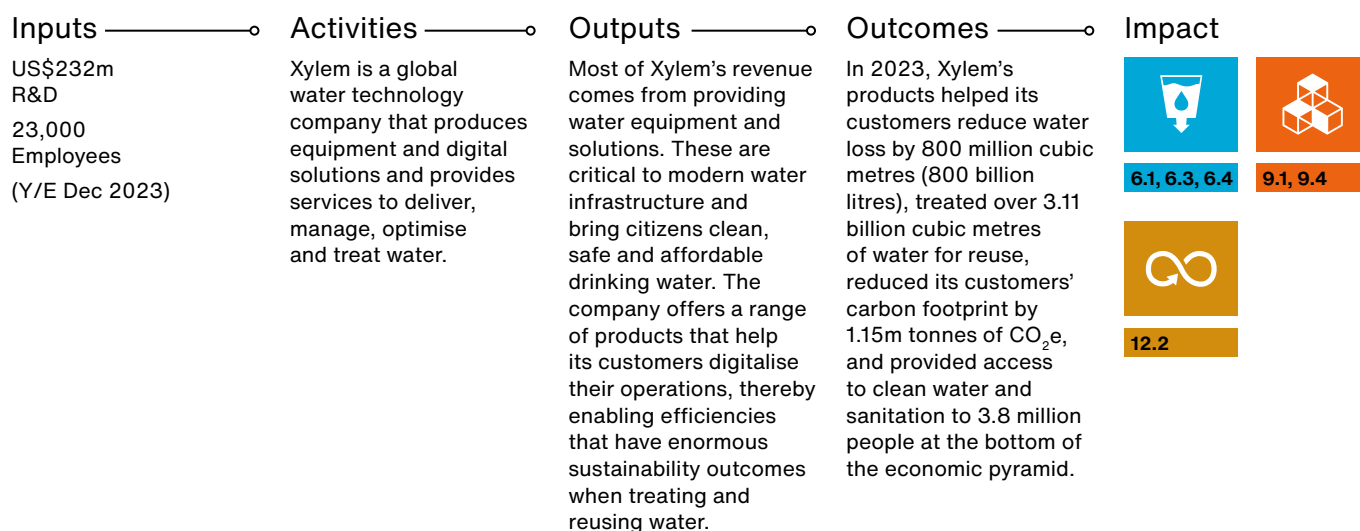 Inputs
US$232m
R&D
23,000
Employees
(Y/E Dec 2023)
Activities
Xylem is a global
water technology
company that produces
equipment and digital
solutions and provides
services to deliver,
manage, optimise
and treat water.
Outputs
Most of Xylem’s revenue
comes from providing
water equipment and
solutions. These are
critical to modern water
infrastructure and
bring citizens clean,
safe and affordable
drinking water. The
company offers a range
of products that help
its customers digitalise
their operations, thereby
enabling efficiencies
that have enormous
sustainability outcomes
when treating and
reusing water.
Outcomes
In 2023, Xylem’s
products helped its
customers reduce water
loss by 800 million cubic
metres (800 billion
litres), treated over 3.11
billion cubic metres
of water for reuse,
reduced its customers’
carbon footprint by
1.15m tonnes of CO₂e,
and provided access
to clean water and
sanitation to 3.8 million
people at the bottom of
the economic pyramid.
Impact
6.1, 6.3, 6.4
9.1, 9.4
12.2